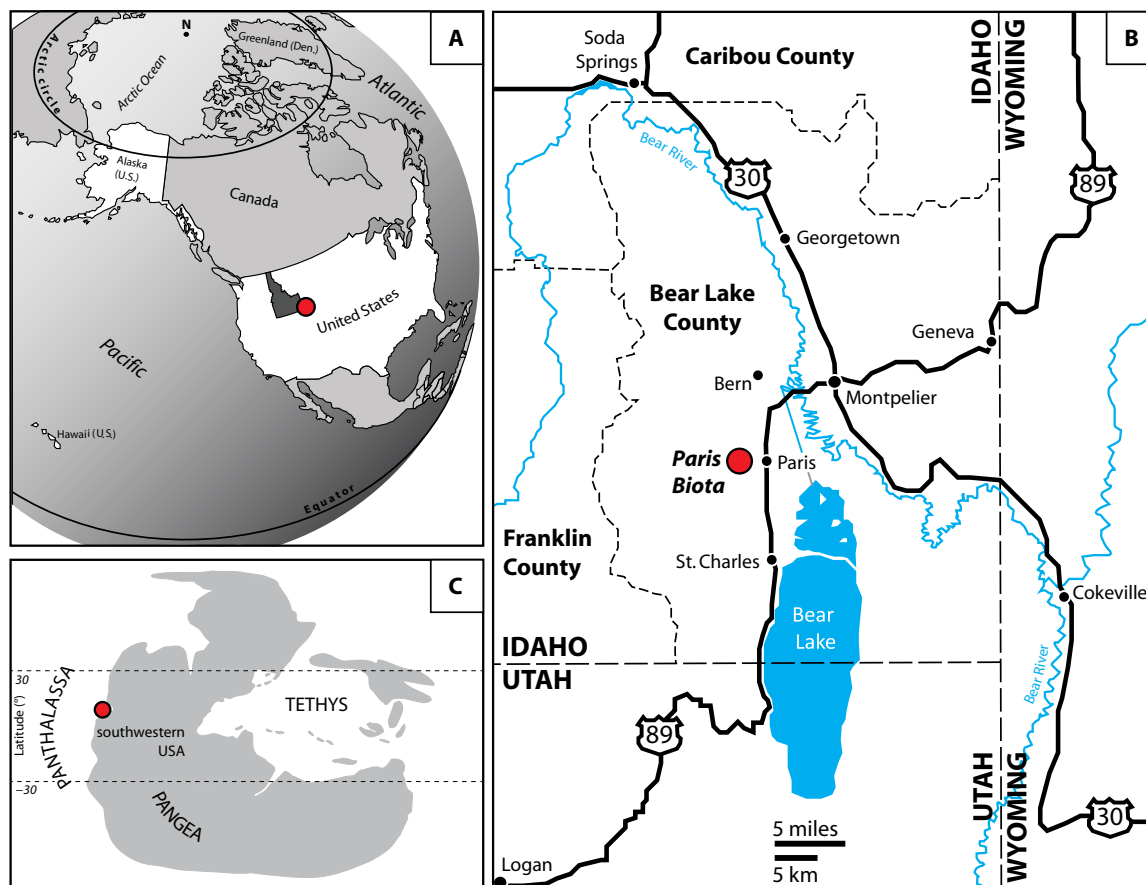 A
N
Greenland (Den.)
Arctic circle
Arctic Ocean
Atlantic
Alaska
(U.S.)
Canada
United States
Pacific
Hawaii (U.S.)
Equator
B
Soda
Springs
Caribou County
IDAHO
WYOMING
Bear River
30
89
Georgetown
Bear Lake
County
Geneva
Bern
Montpelier
Paris
Biota
Paris
Franklin
County
St. Charles
Cokeville
Bear
Lake
IDAHO
UTAH
Bear River
89
UTAH
WYOMING
30
5 miles
5 km
Logan
C
30
Latitude (°)
−30
PANTHALASSA
TETHYS
southwestern
USA
PANGEA